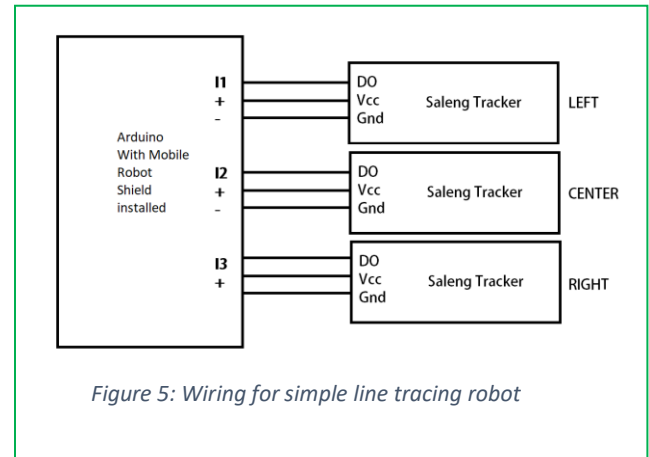 I1
+
-
Arduino
With Mobile
Robot
Shield
installed
I2
+
-
I3
+
DO
Vcc
Gnd
Saleng Tracker
LEFT
DO
Vcc
Gnd
Saleng Tracker
CENTER
DO
Vcc
Gnd
Saleng Tracker
RIGHT
Figure 5: Wiring for simple line tracing robot